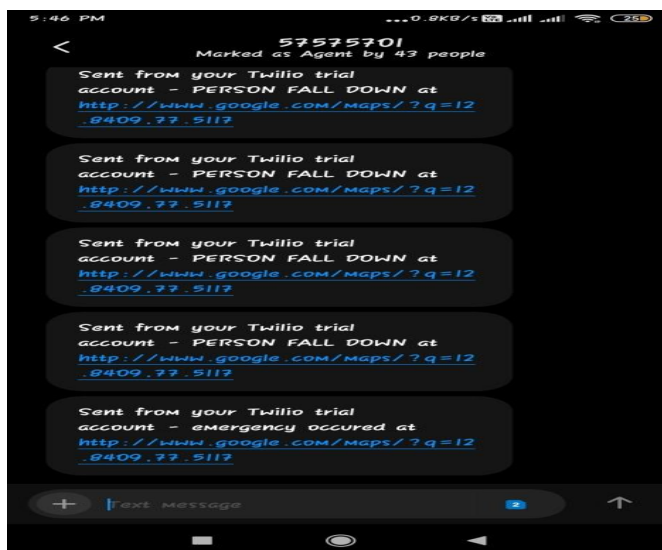 5:46 PM
...0.8KB/s
25
57575701
Marked as Agent by 43 people
Sent from your Twilio trial
account - PERSON FALL DOWN at
http://www.google.com/maps/?q=12
.8409,77.5117
Sent from your Twilio trial
account - PERSON FALL DOWN at
http://www.google.com/maps/?q=12
.8409,77.5117
Sent from your Twilio trial
account - PERSON FALL DOWN at
http://www.google.com/maps/?q=12
.8409,77.5117
Sent from your Twilio trial
account - PERSON FALL DOWN at
http://www.google.com/maps/?q=12
.8409,77.5117
Sent from your Twilio trial
account - emergency occured at
http://www.google.com/maps/?q=12
.8409,77.5117
Text message
2